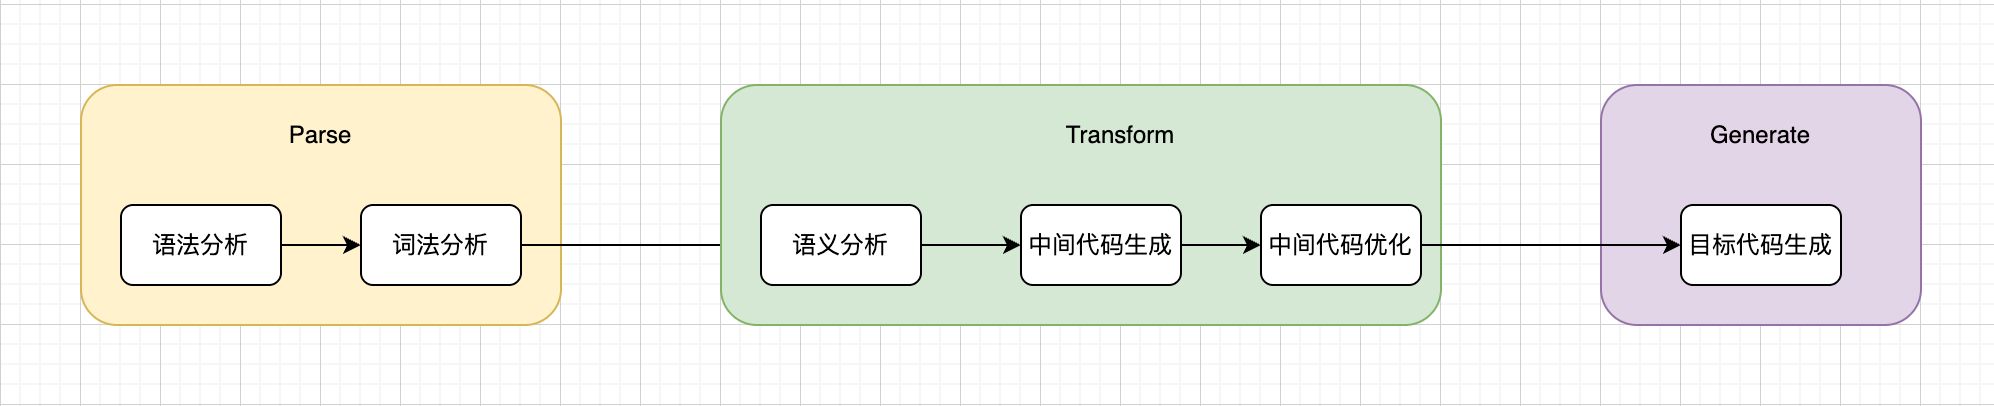 Parse
语法分析
词法分析
Transform
语义分析
中间代码生成
中间代码优化
Generate
目标代码生成